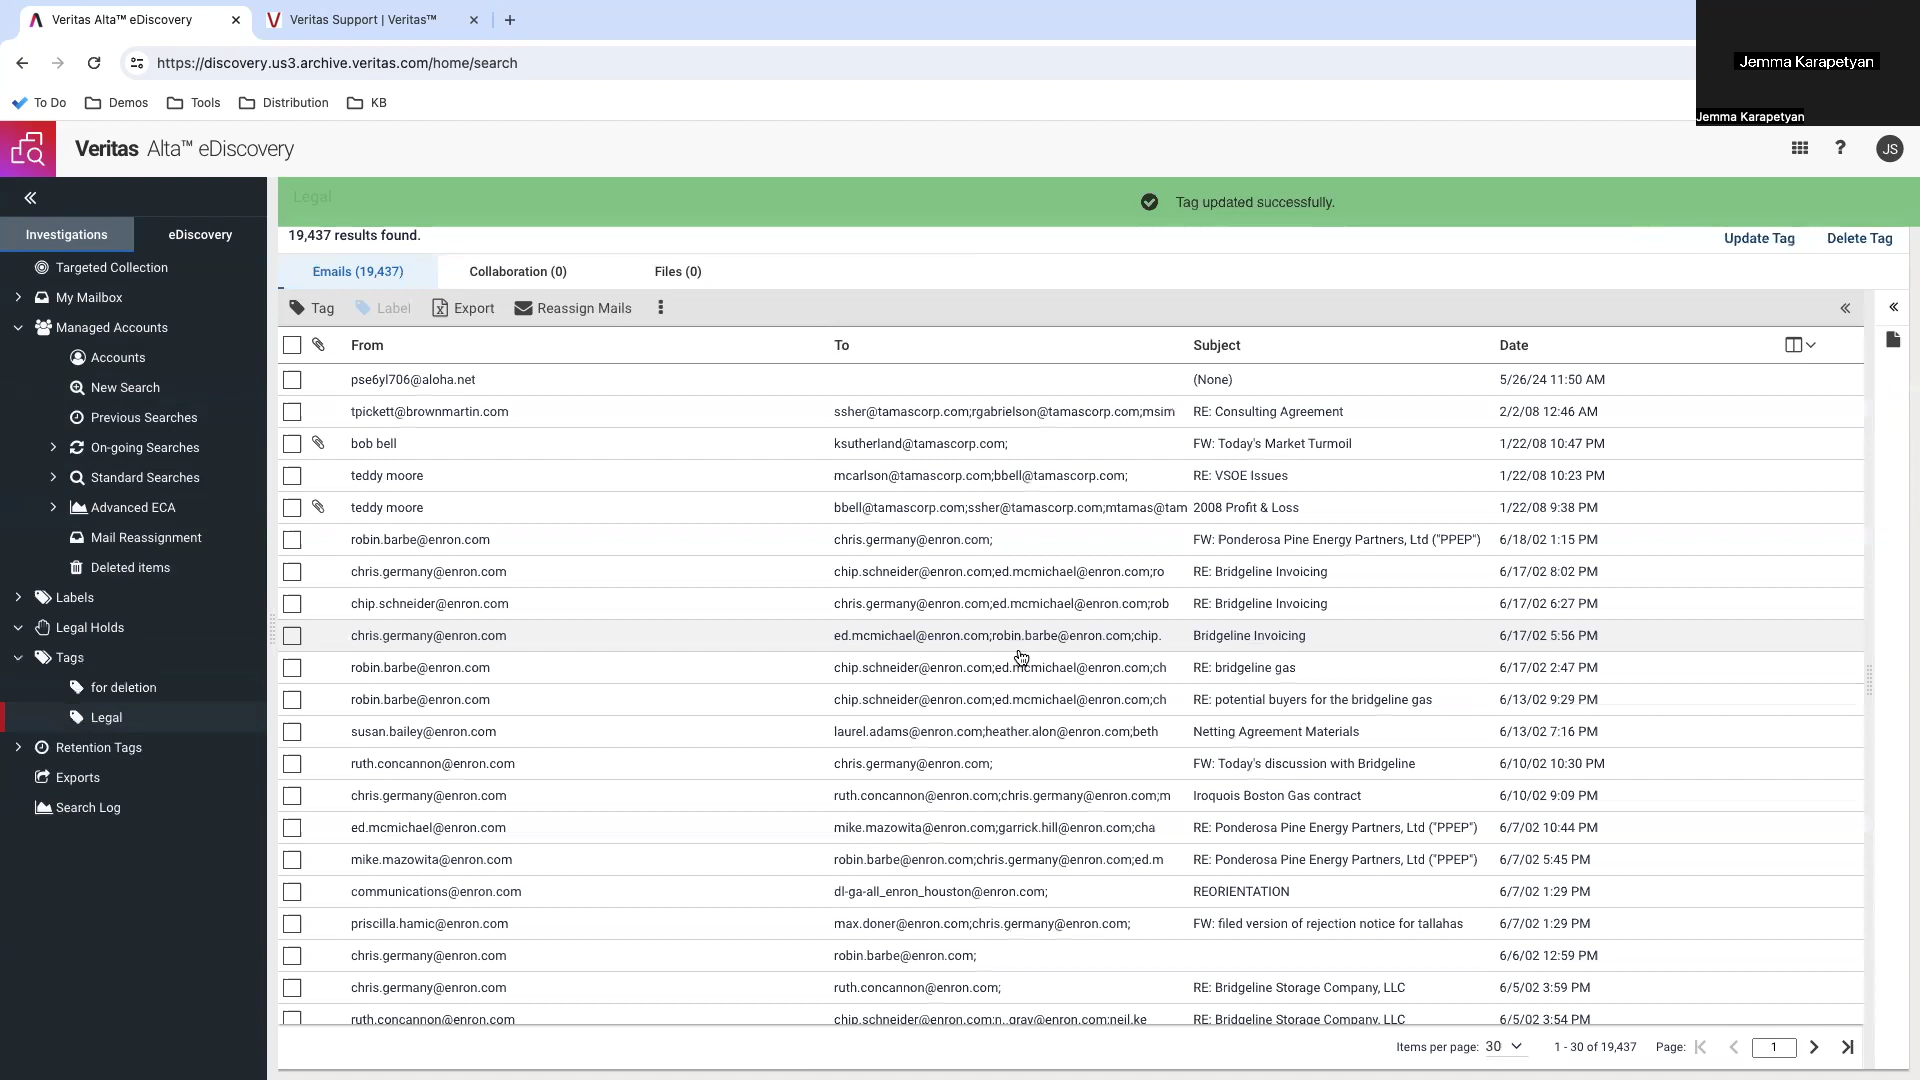 Veritas Alta™ eDiscovery
Veritas Support | Veritas™
https://discovery.us3.archive.veritas.com/home/search
To Do
Demos
Tools
Distribution
KB
Jemma Karapetyan
Jemma Karapetyan
Veritas Alta™ eDiscovery
JS
Investigations
eDiscovery
Targeted Collection
My Mailbox
Managed Accounts
Accounts
New Search
Previous Searches
On-going Searches
Standard Searches
Advanced ECA
Mail Reassignment
Deleted items
Labels
Legal Holds
Tags
for deletion
Legal
Retention Tags
Exports
Search Log
Legal
Tag updated successfully.
19,437 results found.
Update Tag
Delete Tag
Emails (19,437)
Collaboration (0)
Files (0)
Tag
Label
Export
Reassign Mails
From To Subject Date
pse6yl706@aloha.net (None) 5/26/24 11:50 AM
tpickett@brownmartin.com ssher@tamascorp.com;rgabrielson@tamascorp.com;msim RE: Consulting Agreement 2/2/08 12:46 AM
bob bell ksutherland@tamascorp.com; FW: Today's Market Turmoil 1/22/08 10:47 PM
teddy moore mcarlson@tamascorp.com;bbell@tamascorp.com; RE: VSOE Issues 1/22/08 10:23 PM
teddy moore bbell@tamascorp.com;ssher@tamascorp.com;mtamas@tam 2008 Profit & Loss 1/22/08 9:38 PM
robin.barbe@enron.com chris.germany@enron.com; FW: Ponderosa Pine Energy Partners, Ltd ("PPEP") 6/18/02 1:15 PM
chris.germany@enron.com chip.schneider@enron.com;ed.mcmichael@enron.com;ro RE: Bridgeline Invoicing 6/17/02 8:02 PM
chip.schneider@enron.com chris.germany@enron.com;ed.mcmichael@enron.com;rob RE: Bridgeline Invoicing 6/17/02 6:27 PM
chris.germany@enron.com ed.mcmichael@enron.com;robin.barbe@enron.com;chip. Bridgeline Invoicing 6/17/02 5:56 PM
robin.barbe@enron.com chip.schneider@enron.com;ed.mcmichael@enron.com;ch RE: bridgeline gas 6/17/02 2:47 PM
robin.barbe@enron.com chip.schneider@enron.com;ed.mcmichael@enron.com;ch RE: potential buyers for the bridgeline gas 6/13/02 9:29 PM
susan.bailey@enron.com laurel.adams@enron.com;heather.alon@enron.com;beth Netting Agreement Materials 6/13/02 7:16 PM
ruth.concannon@enron.com chris.germany@enron.com; FW: Today's discussion with Bridgeline 6/10/02 10:30 PM
chris.germany@enron.com ruth.concannon@enron.com;chris.germany@enron.com;m Iroquois Boston Gas contract 6/10/02 9:09 PM
ed.mcmichael@enron.com mike.mazowita@enron.com;garrick.hill@enron.com;cha RE: Ponderosa Pine Energy Partners, Ltd ("PPEP") 6/7/02 10:44 PM
mike.mazowita@enron.com robin.barbe@enron.com;chris.germany@enron.com;ed.m RE: Ponderosa Pine Energy Partners, Ltd ("PPEP") 6/7/02 5:45 PM
communications@enron.com dl-ga-all_enron_houston@enron.com; REORIENTATION 6/7/02 1:29 PM
priscilla.hamic@enron.com max.doner@enron.com;chris.germany@enron.com; FW: filed version of rejection notice for tallahas 6/7/02 1:29 PM
chris.germany@enron.com robin.barbe@enron.com; 6/6/02 12:59 PM
chris.germany@enron.com ruth.concannon@enron.com; RE: Bridgeline Storage Company, LLC 6/5/02 3:59 PM
ruth.concannon@enron.com chip.schneider@enron.com;n..gray@enron.com;neil.ke RE: Bridgeline Storage Company, LLC 6/5/02 3:54 PM
Items per page: 30 1 - 30 of 19,437 Page: 1